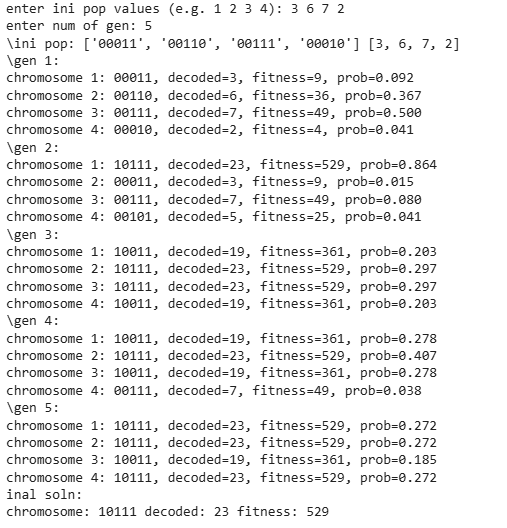 enter ini pop values (e.g. 1 2 3 4): 3 6 7 2
enter num of gen: 5
\ini pop: ['00011', '00110', '00111', '00010'] [3, 6, 7, 2]
\gen 1:
chromosome 1: 00011, decoded=3, fitness=9, prob=0.092
chromosome 2: 00110, decoded=6, fitness=36, prob=0.367
chromosome 3: 00111, decoded=7, fitness=49, prob=0.500
chromosome 4: 00010, decoded=2, fitness=4, prob=0.041
\gen 2:
chromosome 1: 10111, decoded=23, fitness=529, prob=0.864
chromosome 2: 00011, decoded=3, fitness=9, prob=0.015
chromosome 3: 00111, decoded=7, fitness=49, prob=0.080
chromosome 4: 00101, decoded=5, fitness=25, prob=0.041
\gen 3:
chromosome 1: 10011, decoded=19, fitness=361, prob=0.203
chromosome 2: 10111, decoded=23, fitness=529, prob=0.297
chromosome 3: 10111, decoded=23, fitness=529, prob=0.297
chromosome 4: 10011, decoded=19, fitness=361, prob=0.203
\gen 4:
chromosome 1: 10011, decoded=19, fitness=361, prob=0.278
chromosome 2: 10111, decoded=23, fitness=529, prob=0.407
chromosome 3: 10011, decoded=19, fitness=361, prob=0.278
chromosome 4: 00111, decoded=7, fitness=49, prob=0.038
\gen 5:
chromosome 1: 10111, decoded=23, fitness=529, prob=0.272
chromosome 2: 10111, decoded=23, fitness=529, prob=0.272
chromosome 3: 10011, decoded=19, fitness=361, prob=0.185
chromosome 4: 10111, decoded=23, fitness=529, prob=0.272
inal soln:
chromosome: 10111 decoded: 23 fitness: 529